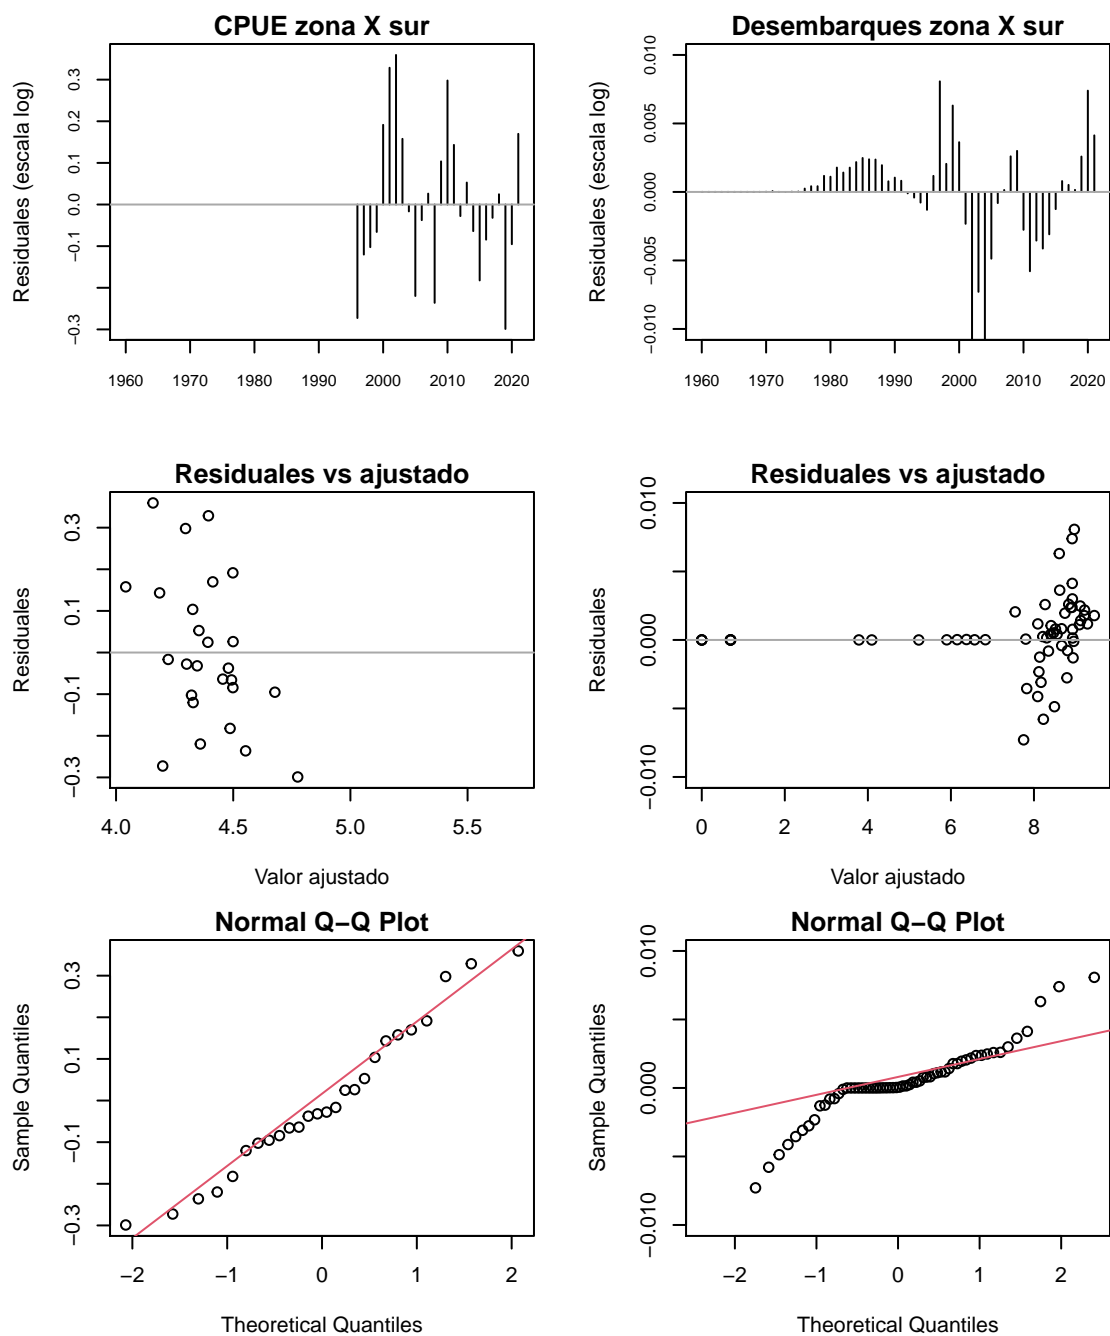 CPUE zona X sur
Residuales (escala log)
0.3
0.2
0.1
0.0
−0.1
−0.3
1960 1970 1980 1990 2000 2010 2020
Desembarques zona X sur
Residuales (escala log)
0.010
0.005
0.000
−0.005
−0.010
1960 1970 1980 1990 2000 2010 2020
Residuales vs ajustado
Residuales
0.3
0.1
−0.1
−0.3
4.0 4.5 5.0 5.5
Valor ajustado
Residuales vs ajustado
Residuales
0.010
0.000
−0.010
0 2 4 6 8
Valor ajustado
Normal Q−Q Plot
Sample Quantiles
0.3
0.1
−0.1
−0.3
−2 −1 0 1 2
Theoretical Quantiles
Normal Q−Q Plot
Sample Quantiles
0.010
0.000
−0.010
−2 −1 0 1 2
Theoretical Quantiles